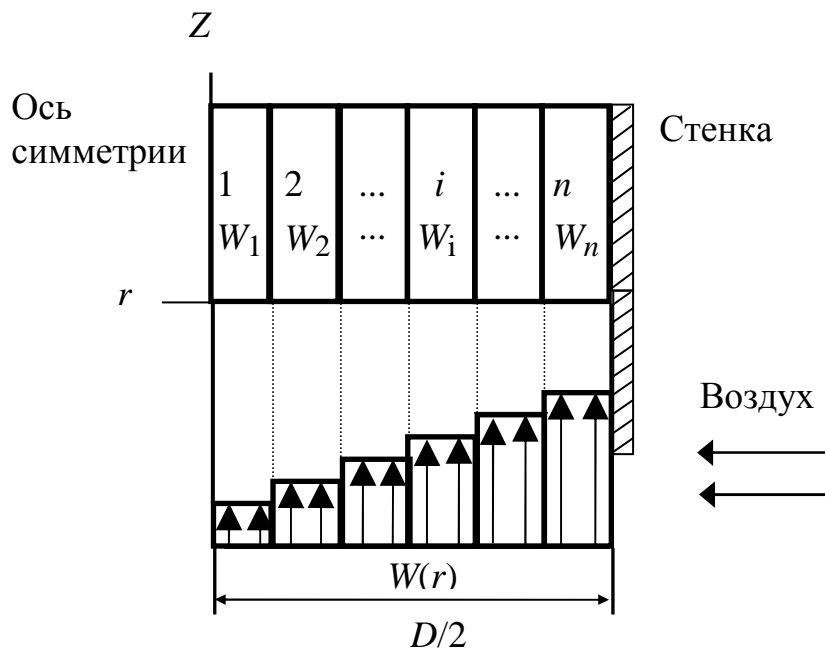 Z
Ось
симметрии
Стенка
1 2 ... i ... n
W1 W2 ... Wi ... Wn
r
Воздух
W(r)
D/2